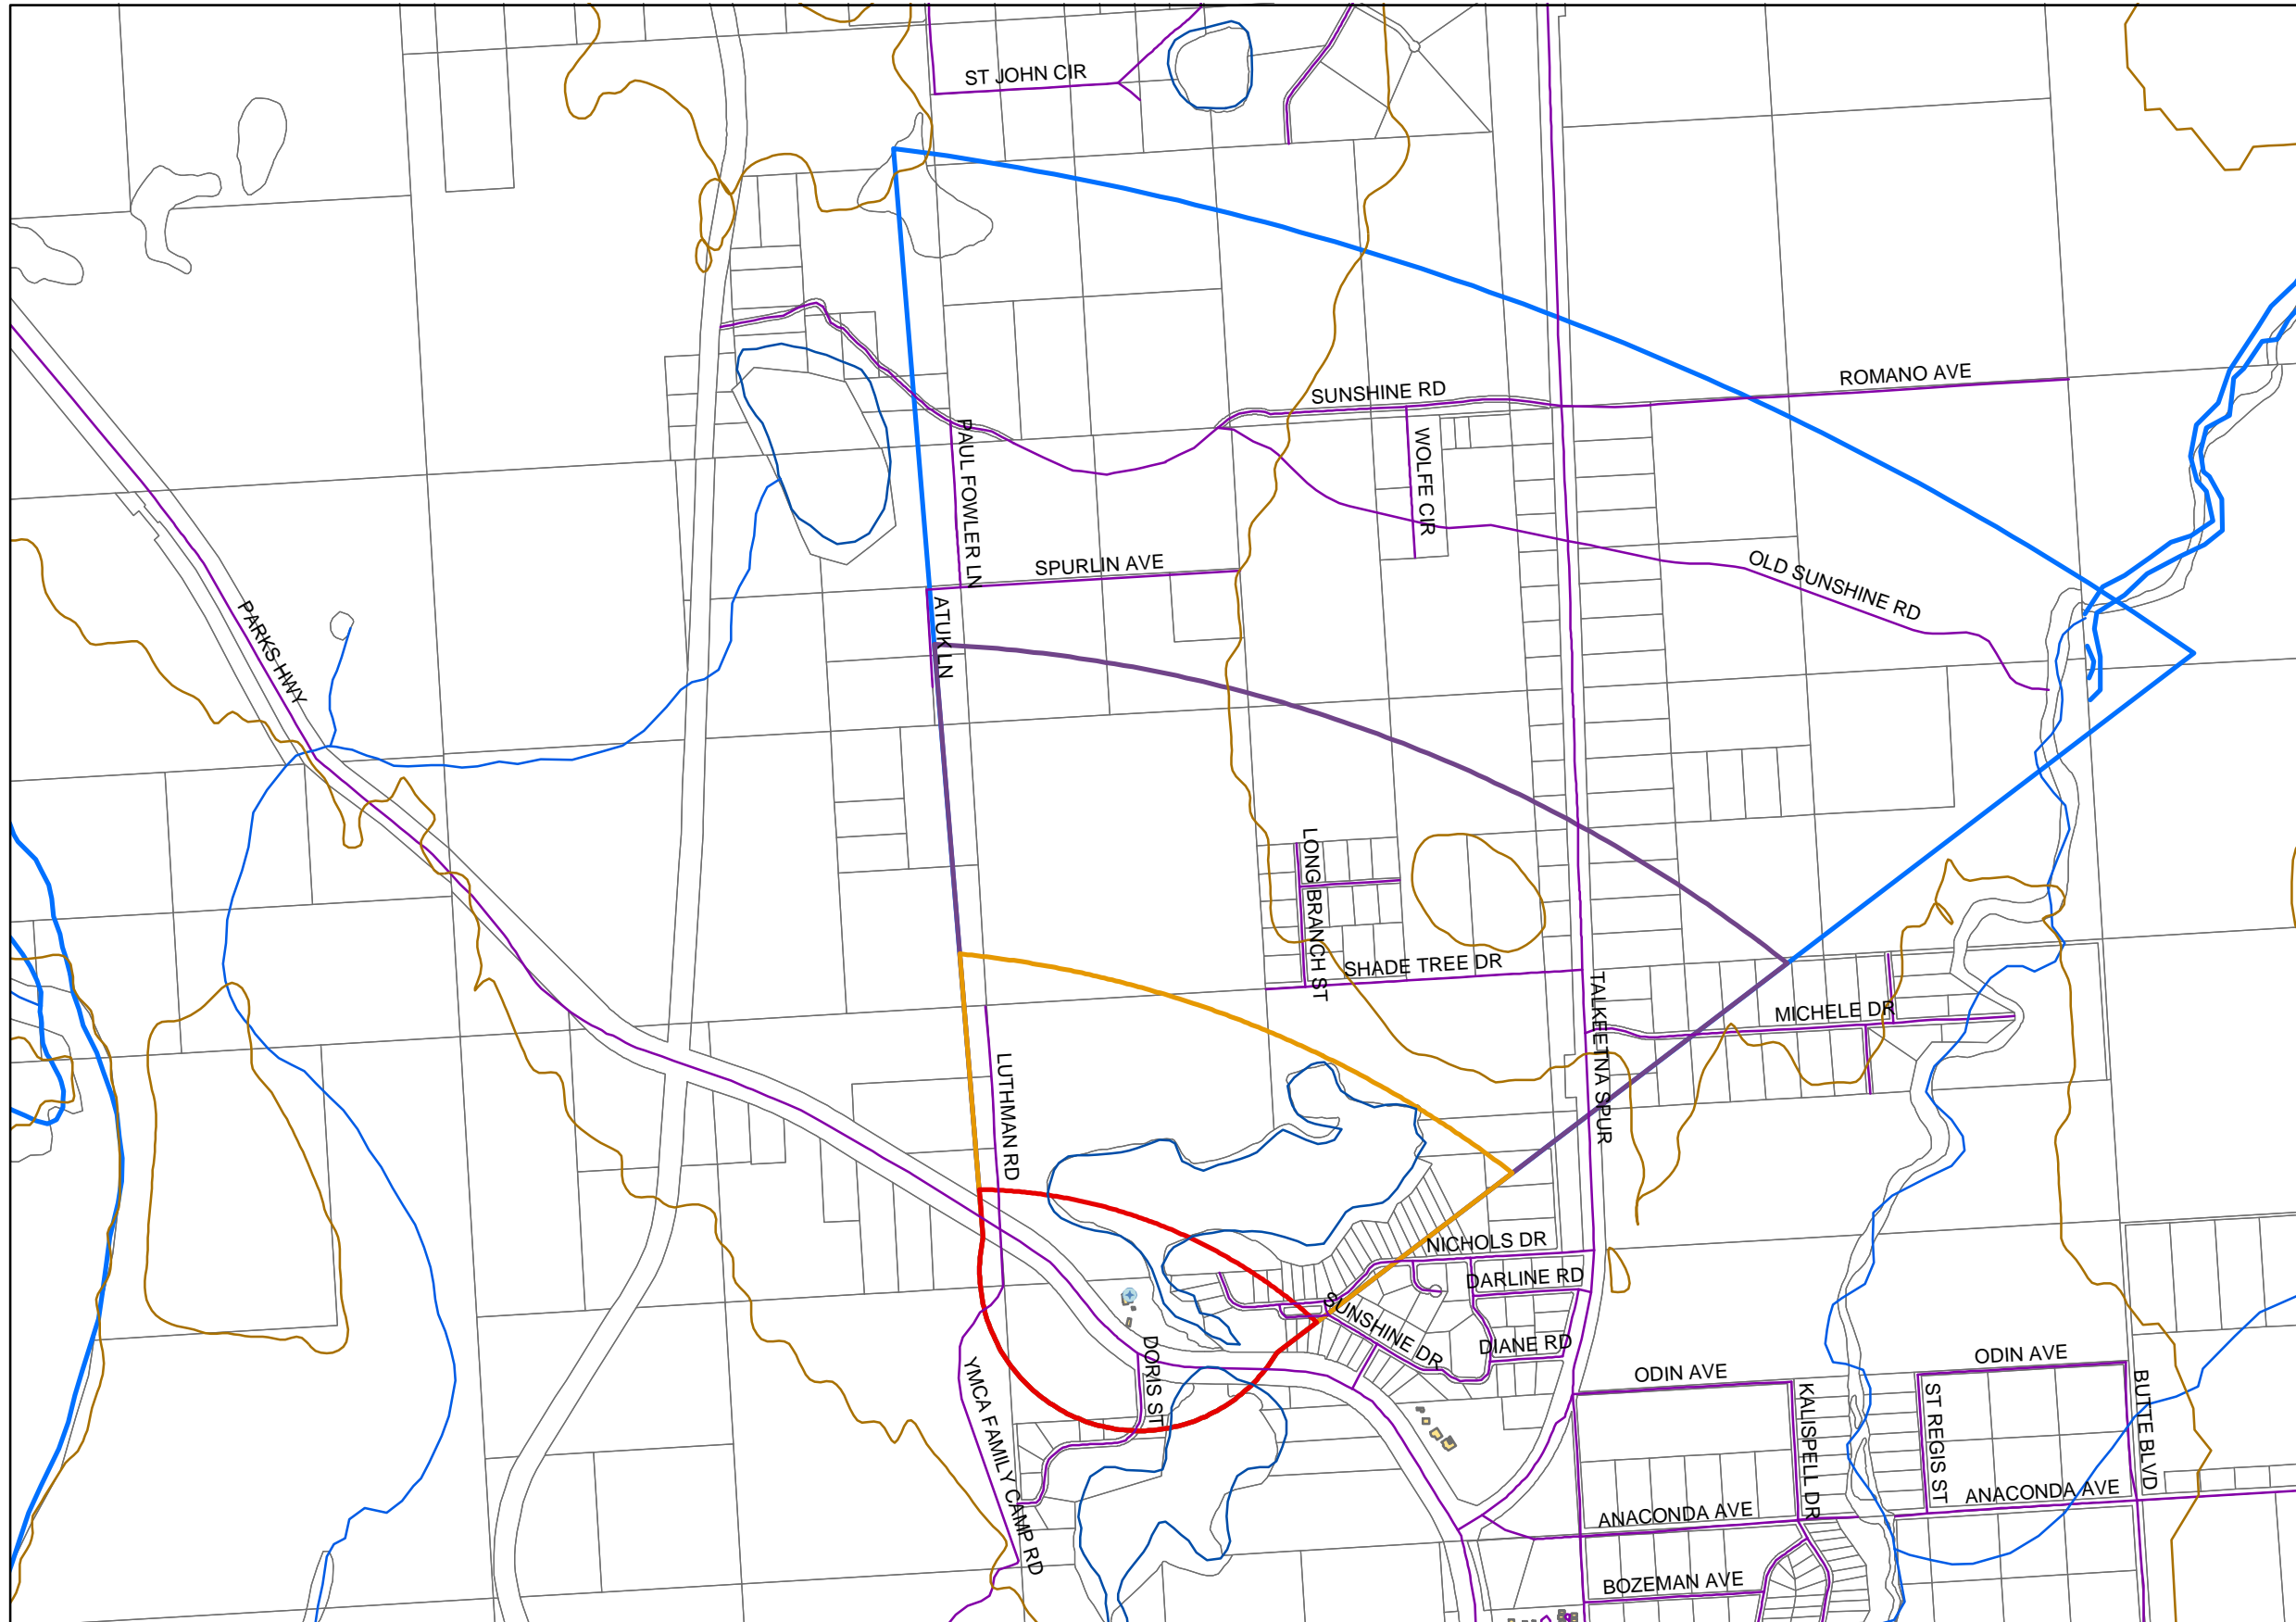 ST JOHN CIR
ROMANO AVE
SUNSHINE RD
PAUL FOWLER LN
WOLFE CIR
SPURLIN AVE
OLD SUNSHINE RD
ATUK LN
PARKS HWY
LONG BRANCH ST
SHADE TREE DR
TALKEETNA SPUR
MICHELE DR
LUTHMAN RD
NICHOLS DR
DARLINE RD
SUNSHINE DR
DIANE RD
DORIS ST
YMCA FAMILY CAMP RD
ODIN AVE
ODIN AVE
KALISPELL DR
ST REGIS ST
BUTTE BLVD
ANACONDA AVE
ANACONDA AVE
BOZEMAN AVE